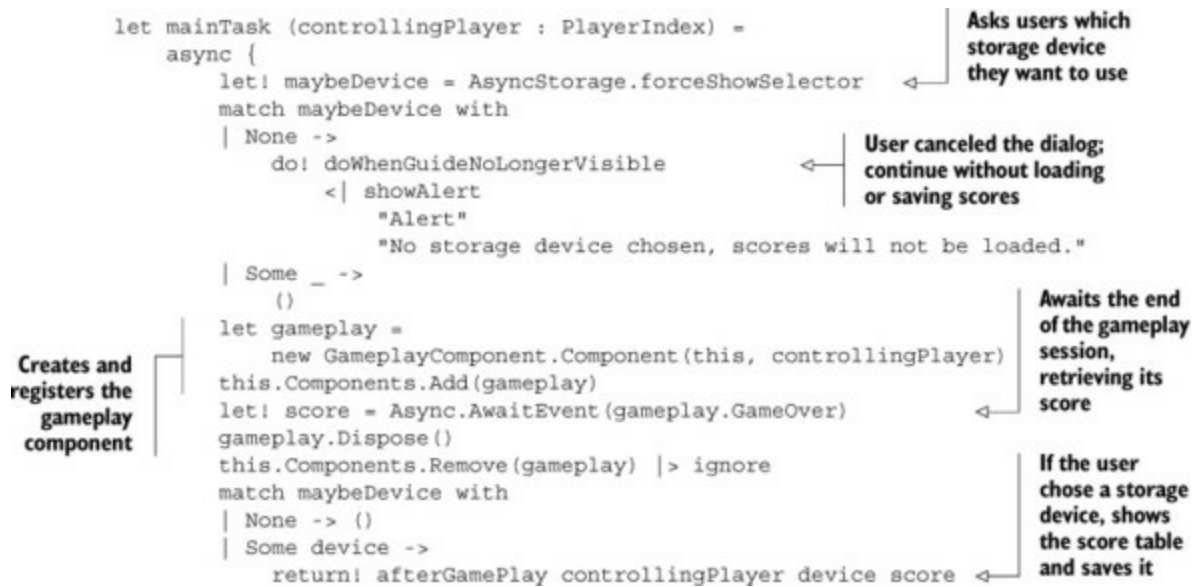 let mainTask (controllingPlayer : PlayerIndex) =
async {
let! maybeDevice = AsyncStorage.forceShowSelector
match maybeDevice with
| None ->
do! doWhenGuideNoLongerVisible
<| showAlert
"Alert"
"No storage device chosen, scores will not be loaded."
| Some _ ->
()
let gameplay =
new GameplayComponent.Component(this, controllingPlayer)
this.Components.Add(gameplay)
let! score = Async.AwaitEvent(gameplay.GameOver)
gameplay.Dispose()
this.Components.Remove(gameplay) |> ignore
match maybeDevice with
| None -> ()
| Some device ->
return! afterGamePlay controllingPlayer device score
Asks users which
storage device
they want to use
User canceled the dialog;
continue without loading
or saving scores
Creates and
registers the
gameplay
component
Awaits the end
of the gameplay
session,
retrieving its
score
If the user
chose a storage
device, shows
the score table
and saves it